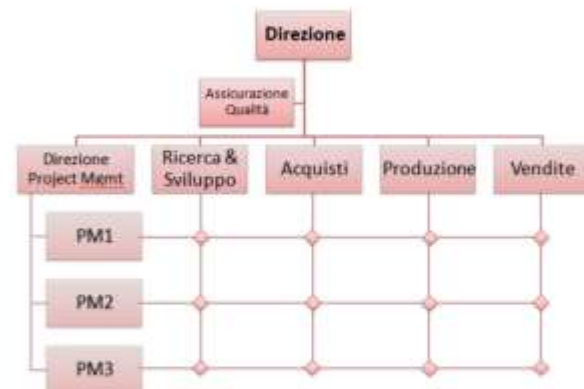 Direzione
Assicurazione
Qualità
Direzione
Project Mgmt
Ricerca &
Sviluppo
Acquisti
Produzione
Vendite
PM1
PM2
PM3